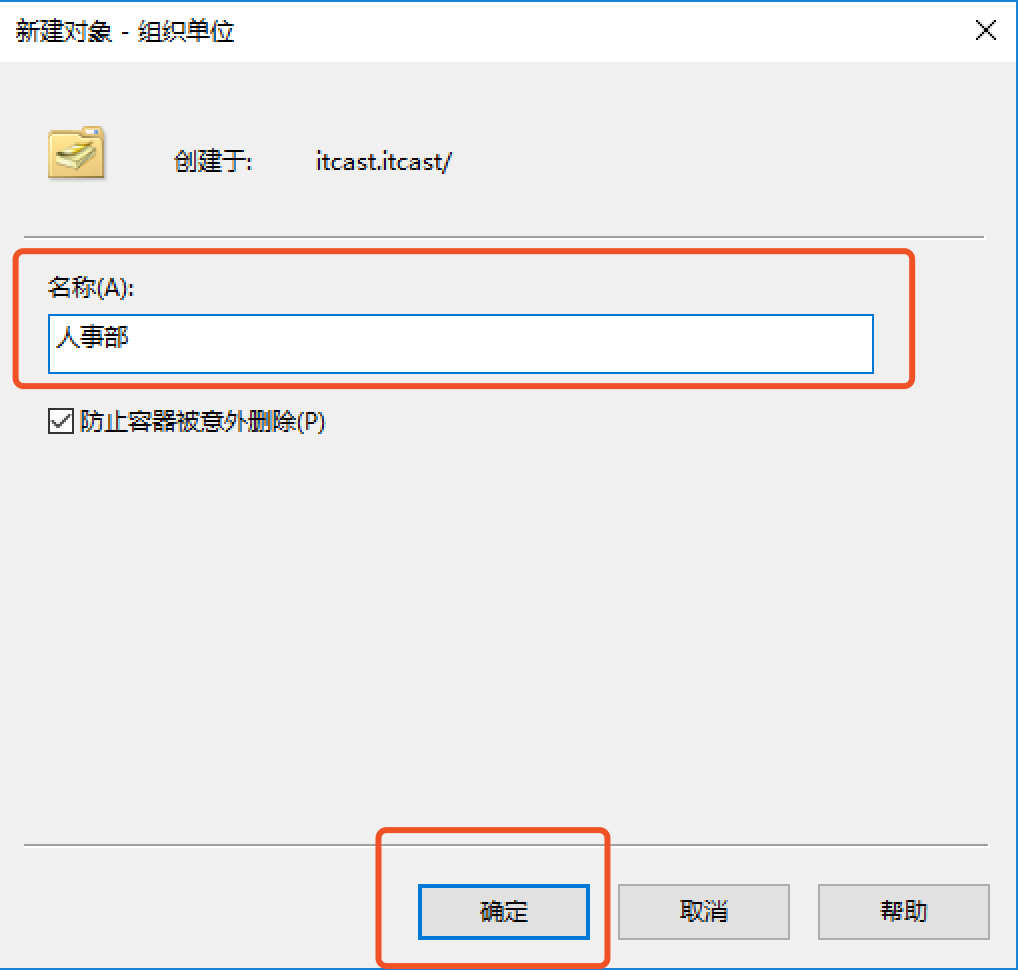 新建对象 - 组织单位
创建于: itcast.itcast/
名称(A):
人事部
防止容器被意外删除(P)
确定 取消 帮助